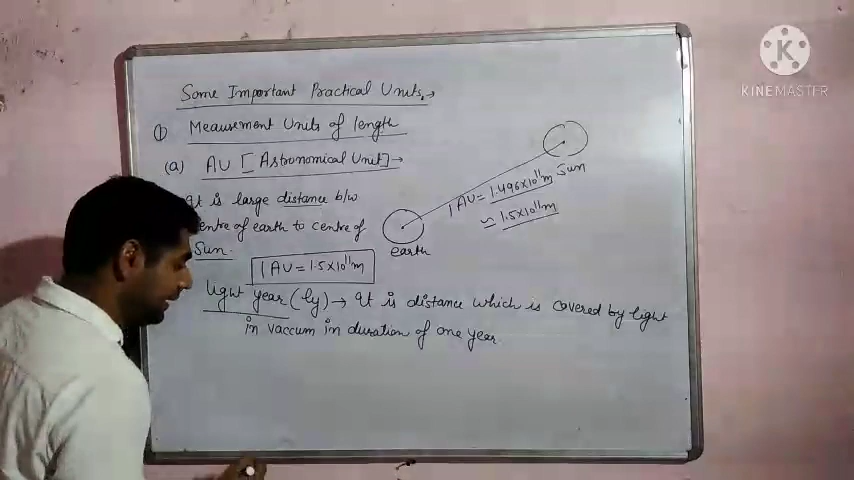 Some Important Practical Units.→
① Meausement Units of length
(a) AU [Astronomical Unit]→
It is large distance b/w
centre of earth to centre of
Sun.
1 AU = 1.5×10¹¹m
Sun
1 AU = 1.496×10¹¹m
≃ 1.5×10¹¹m
earth
light year (ly) → It is distance which is covered by light
in vaccum in duration of one year.
K
KINEMASTER